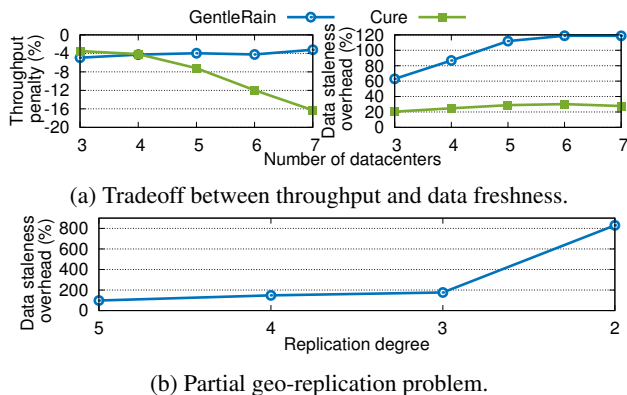 GentleRain Cure
Throughput penalty (%)
0
-4
-8
-12
-16
-20
3 4 5 6 7
Data staleness overhead (%)
120
100
80
60
40
20
0
3 4 5 6 7
Number of datacenters
(a) Tradeoff between throughput and data freshness.
Data staleness overhead (%)
800
600
400
200
0
5 4 3 2
Replication degree
(b) Partial geo-replication problem.